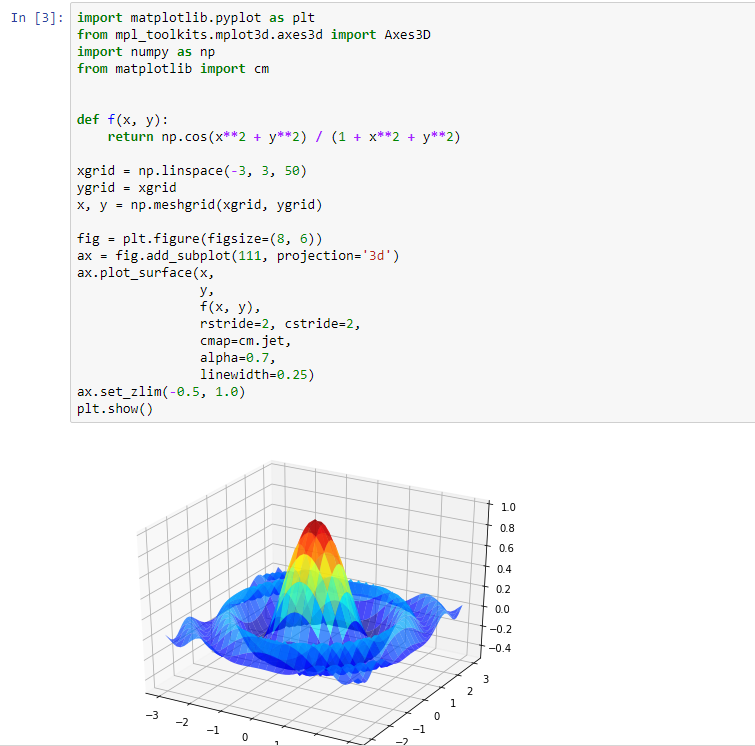 In [3]: import matplotlib.pyplot as plt
from mpl_toolkits.mplot3d.axes3d import Axes3D
import numpy as np
from matplotlib import cm
def f(x, y):
    return np.cos(x**2 + y**2) / (1 + x**2 + y**2)
xgrid = np.linspace(-3, 3, 50)
ygrid = xgrid
x, y = np.meshgrid(xgrid, ygrid)
fig = plt.figure(figsize=(8, 6))
ax = fig.add_subplot(111, projection='3d')
ax.plot_surface(x,
                y,
                f(x, y),
                rstride=2, cstride=2,
                cmap=cm.jet,
                alpha=0.7,
                linewidth=0.25)
ax.set_zlim(-0.5, 1.0)
plt.show()
1.0
0.8
0.6
0.4
0.2
0.0
−0.2
−0.4
3
2
1
0
−1
−2
−3
−2
−1
0
1